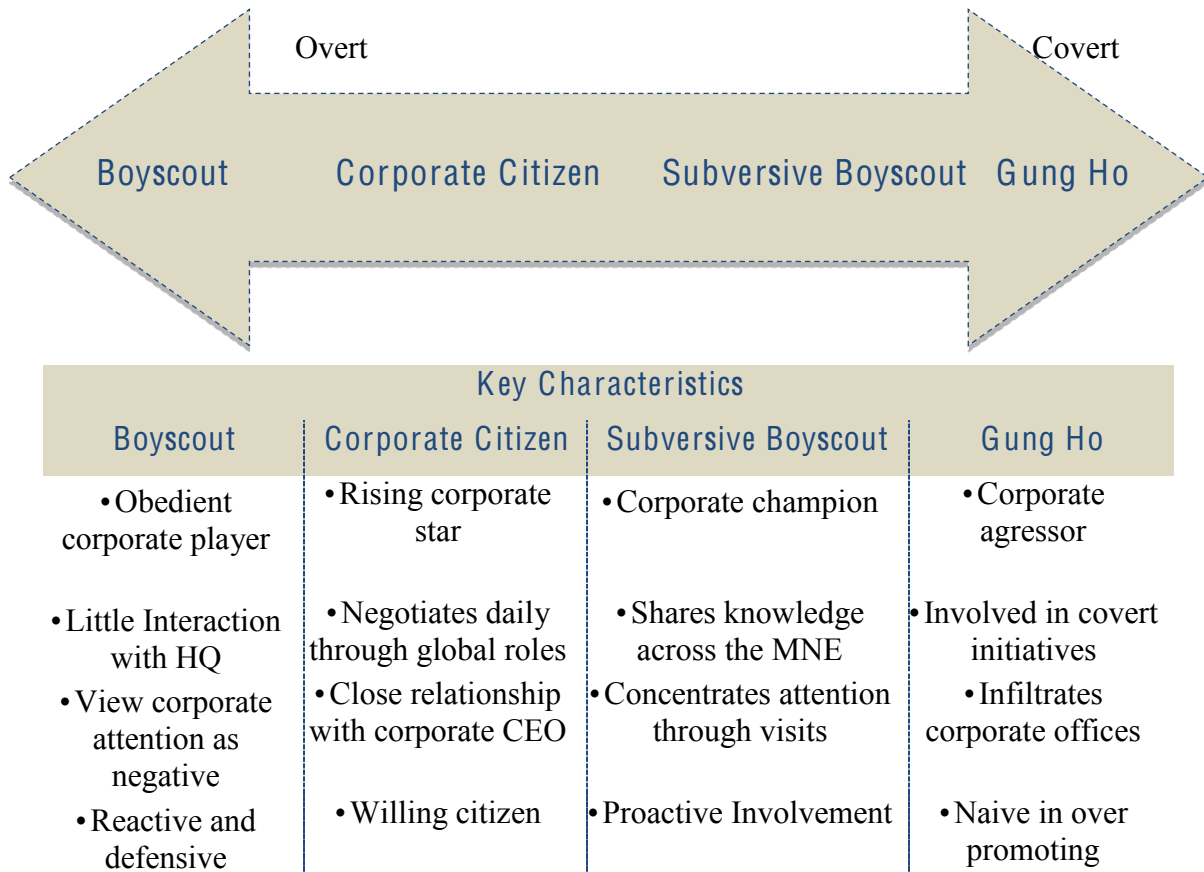 Overt
Covert
Boyscout
Corporate Citizen
Subversive Boyscout
Gung Ho
Key Characteristics
Boyscout
Corporate Citizen
Subversive Boyscout
Gung Ho
•Obedient
corporate player
•Little Interaction
with HQ
•View corporate
attention as
negative
•Reactive and
defensive
•Rising corporate
star
•Negotiates daily
through global roles
•Close relationship
with corporate CEO
•Willing citizen
•Corporate champion
•Shares knowledge
across the MNE
•Concentrates attention
through visits
•Proactive Involvement
•Corporate
agressor
•Involved in covert
initiatives
•Infiltrates
corporate offices
•Naive in over
promoting